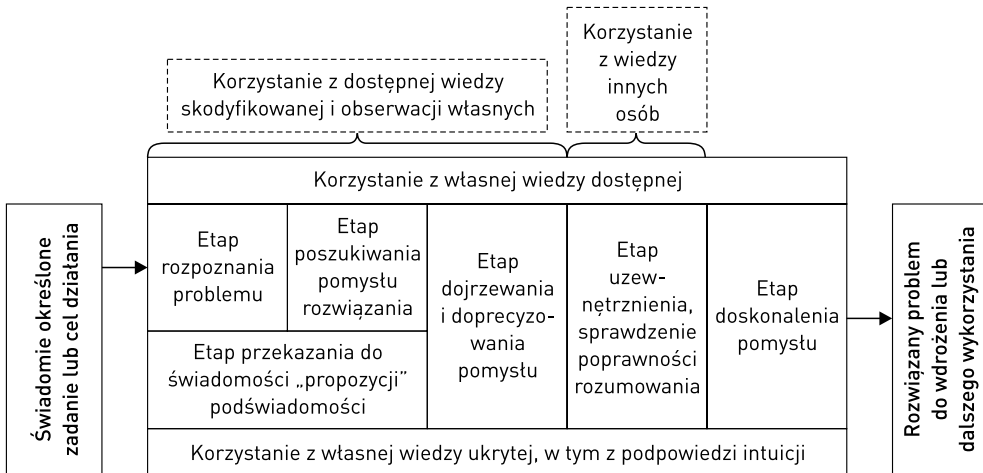 Korzystanie z dostępnej wiedzy
skodyfikowanej i obserwacji własnych
Korzystanie
z wiedzy
innych
osób
Korzystanie z własnej wiedzy dostępnej
Świadomie określone
zadanie lub cel działania
Etap
rozpoznania
problemu
Etap
poszukiwania
pomysłu
rozwiązania
Etap przekazania do
świadomości „propozycji”
podświadomości
Etap
dojrzewania
i doprecyzo-
wania
pomysłu
Etap
uzew-
nętrznienia,
sprawdzenie
poprawności
rozumowania
Etap
doskonalenia
pomysłu
Rozwiązany problem
do wdrożenia lub
dalszego wykorzystania
Korzystanie z własnej wiedzy ukrytej, w tym z podpowiedzi intuicji